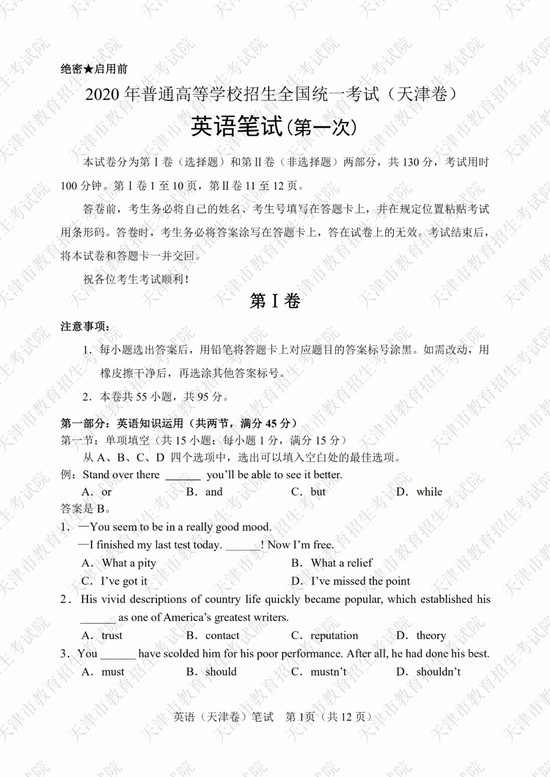 绝密★启用前
2020 年普通高等学校招生全国统一考试（天津卷）
英语笔试(第一次)
本试卷分为第Ⅰ卷（选择题）和第Ⅱ卷（非选择题）两部分，共 130 分，考试用时
100 分钟。第Ⅰ卷 1 至 10 页，第Ⅱ卷 11 至 12 页。
答卷前，考生务必将自己的姓名、考生号填写在答题卡上，并在规定位置粘贴考试
用条形码。答卷时，考生务必将答案涂写在答题卡上，答在试卷上的无效。考试结束后，
将本试卷和答题卡一并交回。
祝各位考生考试顺利！
第Ⅰ卷
注意事项：
1．每小题选出答案后，用铅笔将答题卡上对应题目的答案标号涂黑。如需改动，用
橡皮擦干净后，再选涂其他答案标号。
2．本卷共 55 小题，共 95 分。
第一部分：英语知识运用（共两节，满分 45 分）
第一节：单项填空（共 15 小题；每小题 1 分，满分 15 分）
从 A、B、C、D 四个选项中，选出可以填入空白处的最佳选项。
例：Stand over there ______ you’ll be able to see it better.
A．or B．and C．but D．while
答案是 B。
1．—You seem to be in a really good mood.
—I finished my last test today. ______! Now I’m free.
A．What a pity B．What a relief
C．I’ve got it D．I’ve missed the point
2．His vivid descriptions of country life quickly became popular, which established his
______ as one of America’s greatest writers.
A．trust B．contact C．reputation D．theory
3．You ______ have scolded him for his poor performance. After all, he had done his best.
A．must B．should C．mustn’t D．shouldn’t
英语（天津卷）笔试 第 1页（共 12 页）
天津市教育招生考试院